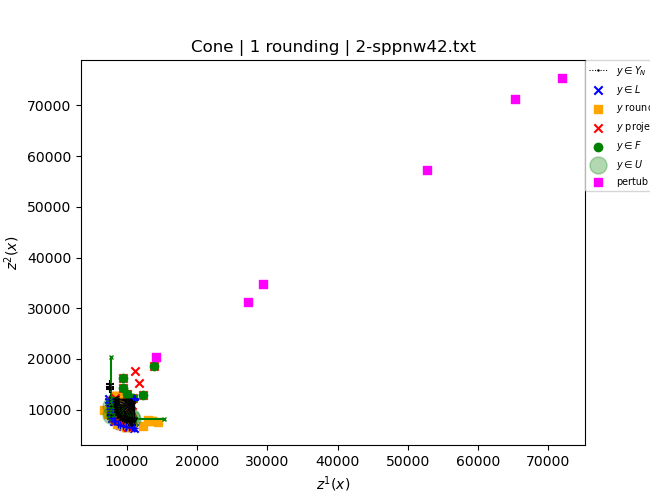 Cone | 1 rounding | 2-sppnw42.txt
z²(x)
70000
60000
50000
40000
30000
20000
10000
10000 20000 30000 40000 50000 60000 70000
z¹(x)
y ∈ Y_N
y ∈ L
y roun
y proje
y ∈ F
y ∈ U
pertub